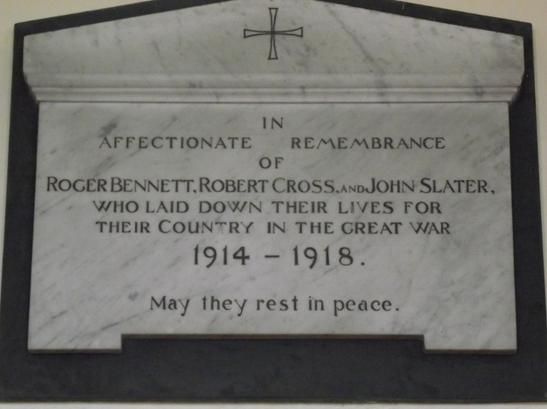 IN
AFFECTIONATE REMEMBRANCE
OF
ROGER BENNETT, ROBERT CROSS, AND JOHN SLATER,
WHO LAID DOWN THEIR LIVES FOR
THEIR COUNTRY IN THE GREAT WAR
1914 – 1918.
May they rest in peace.